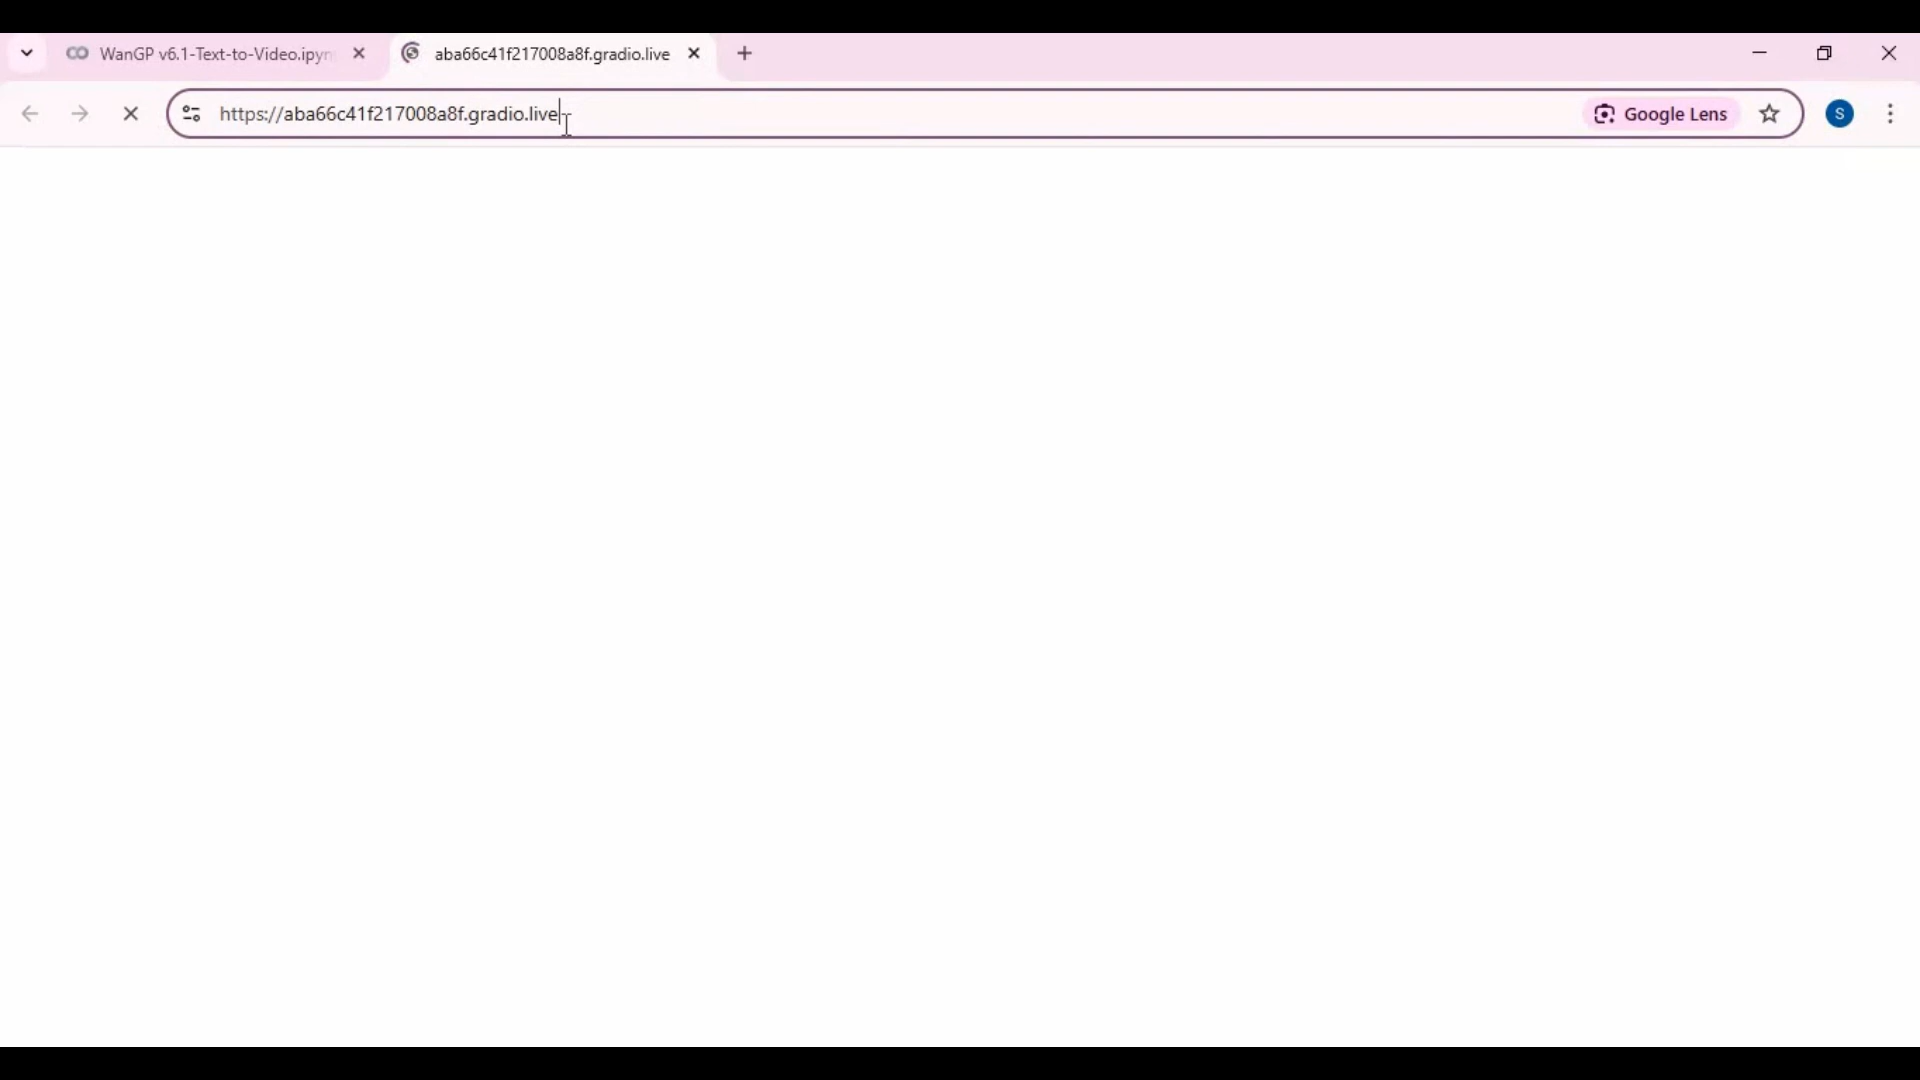 WanGP v6.1-Text-to-Video.ipyn
aba66c41f217008a8f.gradio.live
https://aba66c41f217008a8f.gradio.live
Google Lens
S